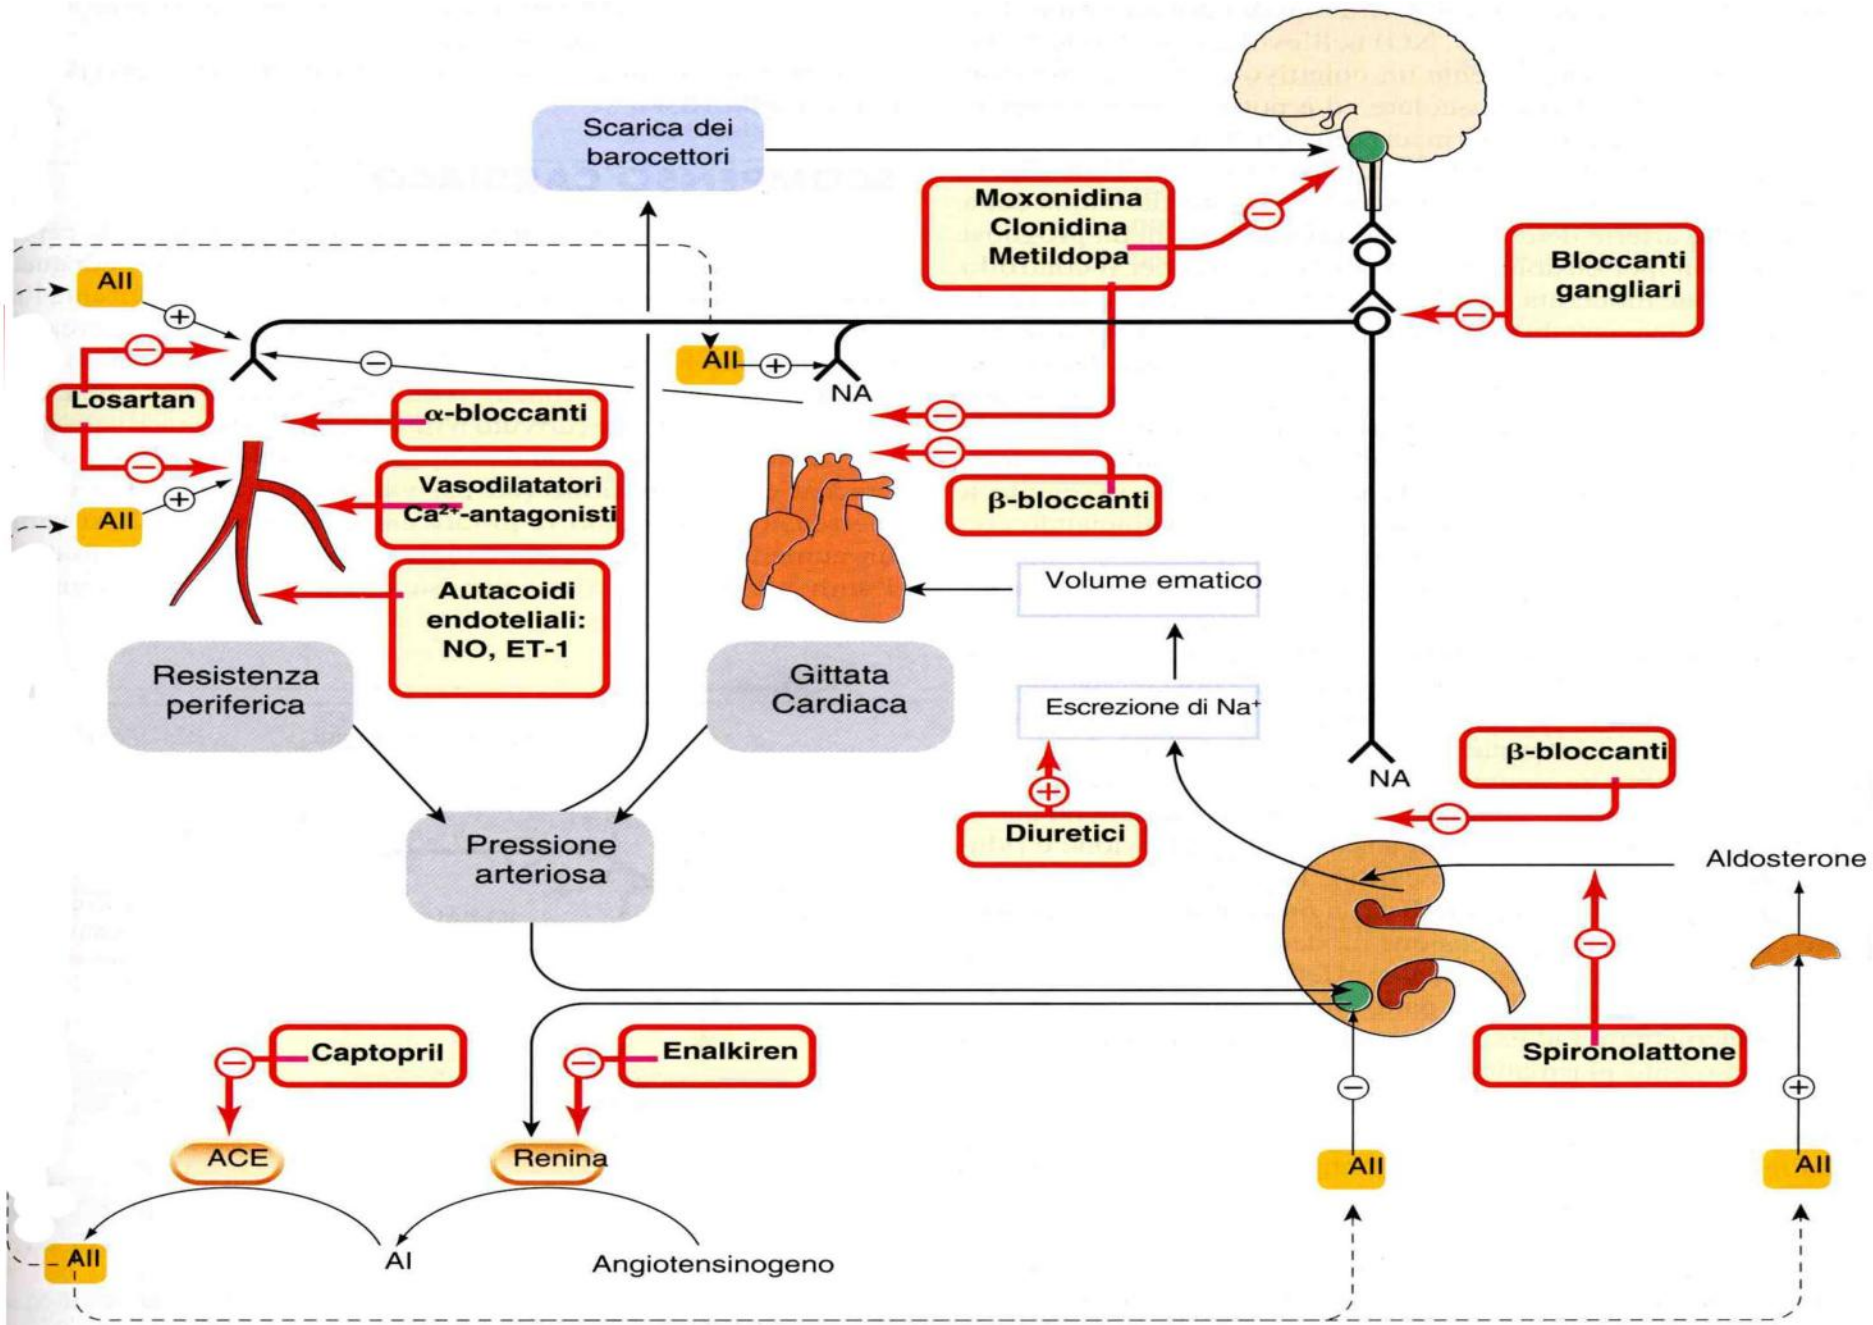 Scarica dei
barocettori
Moxonidina
Clonidina
Metildopa
Bloccanti
gangliari
AII
+
−
Losartan
−
AII
+
−
α-bloccanti
Vasodilatatori
Ca²⁺-antagonisti
Autacoidi
endoteliali:
NO, ET-1
−
AII
+
NA
−
−
β-bloccanti
−
−
Volume ematico
Escrezione di Na⁺
+
Diuretici
Resistenza
periferica
Gittata
Cardiaca
Pressione
arteriosa
NA
β-bloccanti
−
Aldosterone
−
Spironolattone
+
AII
−
AII
Captopril
−
ACE
Enalkiren
−
Renina
AII
AI
Angiotensinogeno